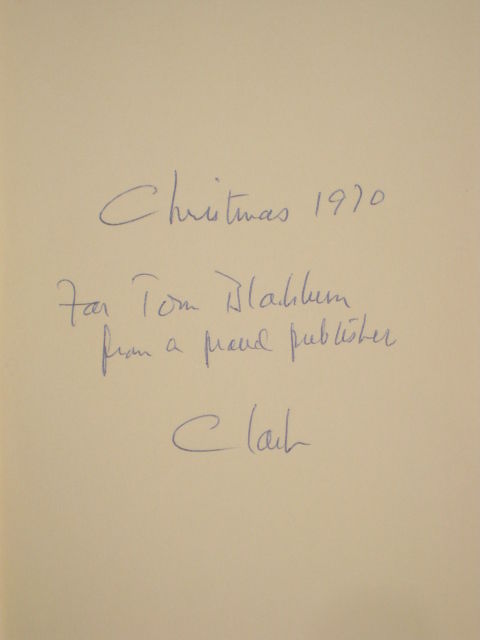 Christmas 1970
For Tom Blackburn
from a proud publisher
Clark